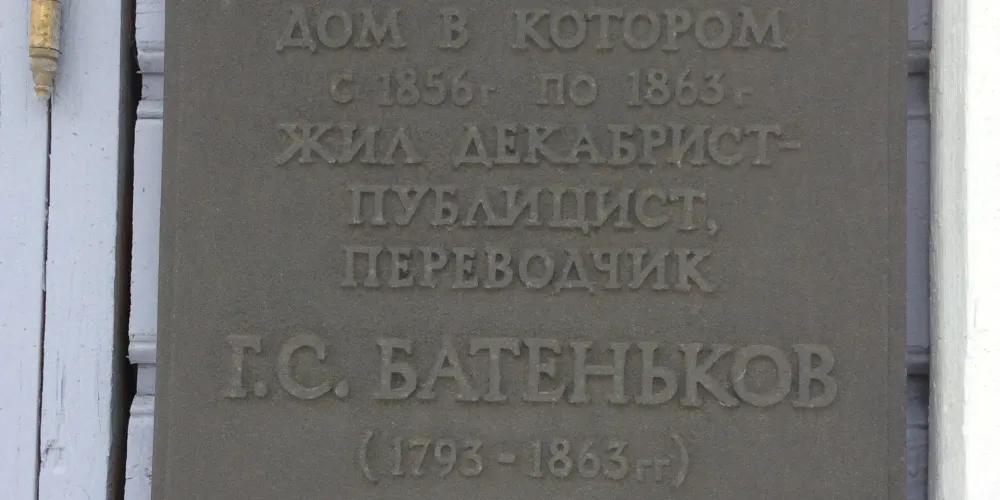 ДОМ В КОТОРОМ
С 1856г ПО 1863г
ЖИЛ ДЕКАБРИСТ-
ПУБЛИЦИСТ,
ПЕРЕВОДЧИК
Г.С. БАТЕНЬКОВ
(1793-1863гг)